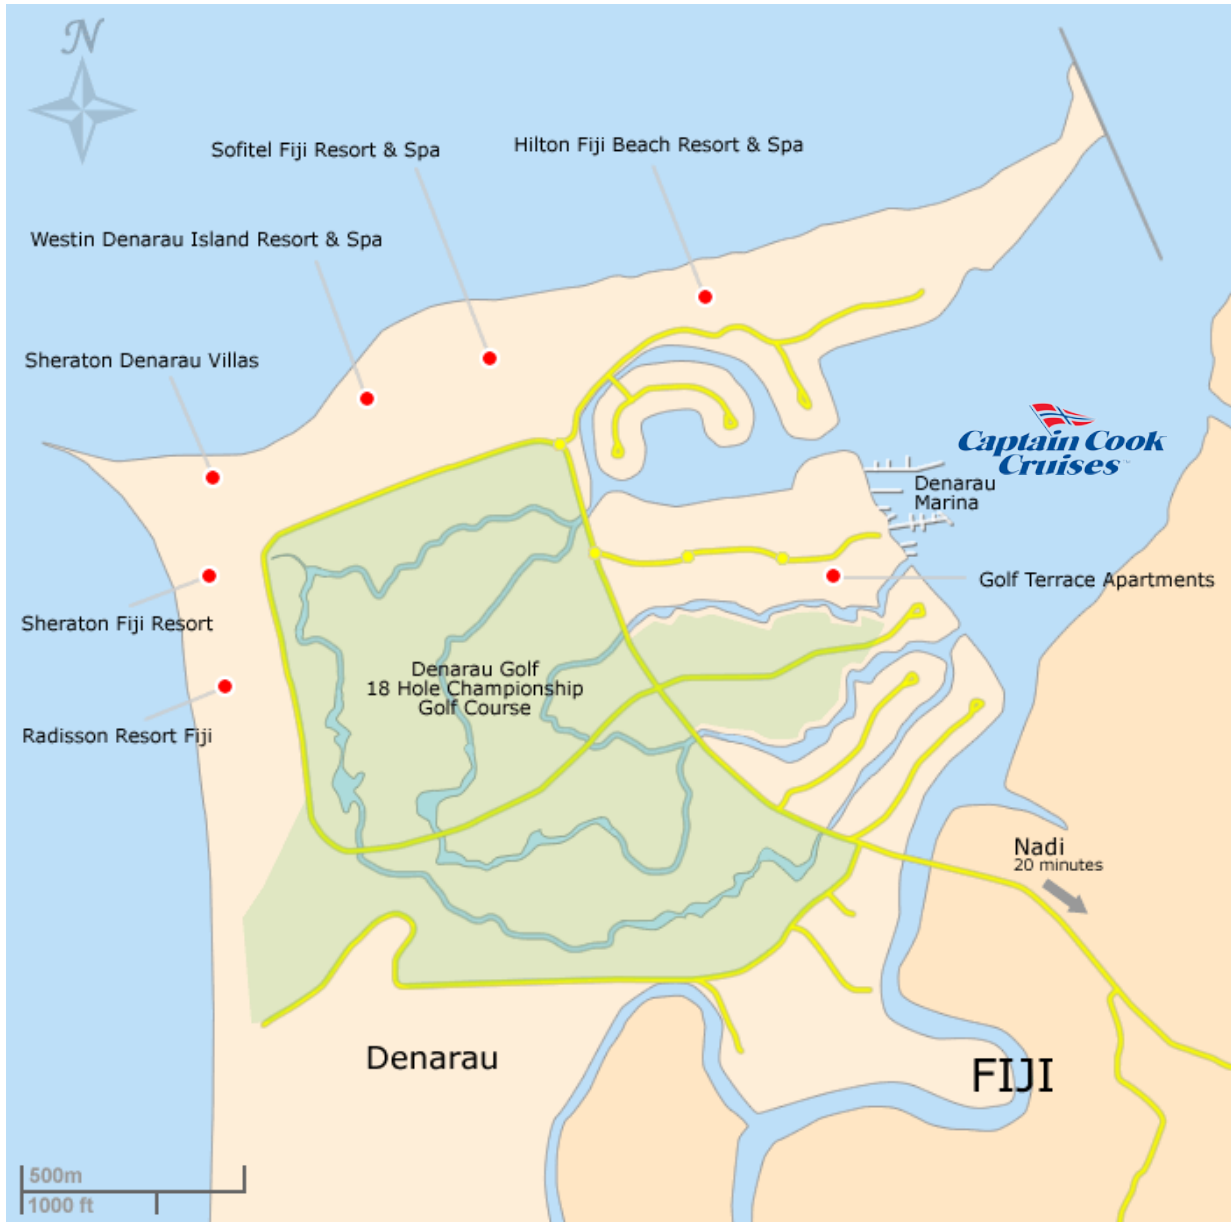 N
Sofitel Fiji Resort & Spa
Hilton Fiji Beach Resort & Spa
Westin Denarau Island Resort & Spa
Sheraton Denarau Villas
Captain Cook
Cruises™
Denarau
Marina
Golf Terrace Apartments
Sheraton Fiji Resort
Denarau Golf
18 Hole Championship
Golf Course
Radisson Resort Fiji
Nadi
20 minutes
Denarau
FIJI
500m
1000 ft